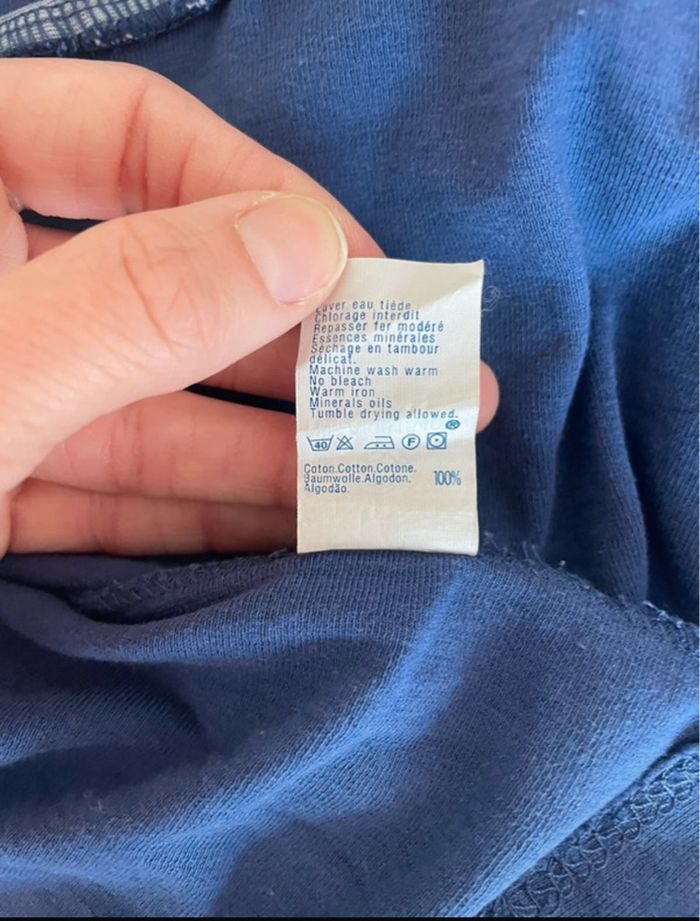 Laver eau tiède
Chlorage interdit
Repasser fer modéré
Essences minérales
Séchage en tambour
délicat.
Machine wash warm
No bleach
Warm iron
Minerals oils
Tumble drying allowed.
®
40 F
Coton.Cotton.Cotone.
Baumwolle.Algodon. 100%
Algodão.